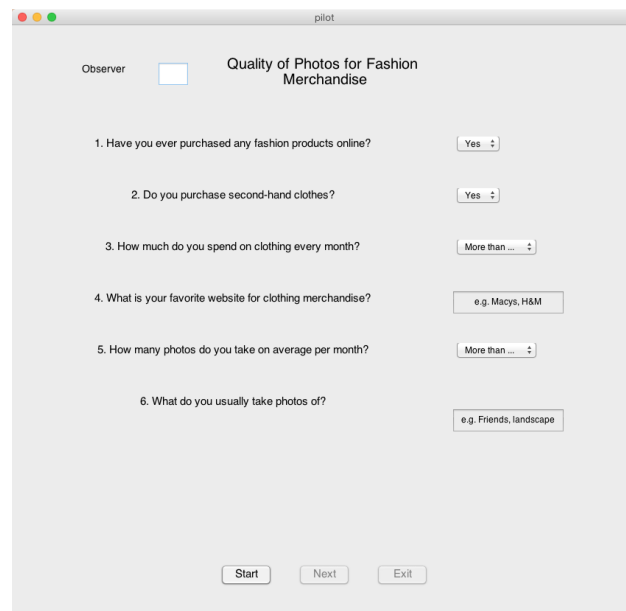 pilot
Observer
Quality of Photos for Fashion
Merchandise
1. Have you ever purchased any fashion products online?
Yes
2. Do you purchase second-hand clothes?
Yes
3. How much do you spend on clothing every month?
More than ...
4. What is your favorite website for clothing merchandise?
e.g. Macys, H&M
5. How many photos do you take on average per month?
More than ...
6. What do you usually take photos of?
e.g. Friends, landscape
Start Next Exit